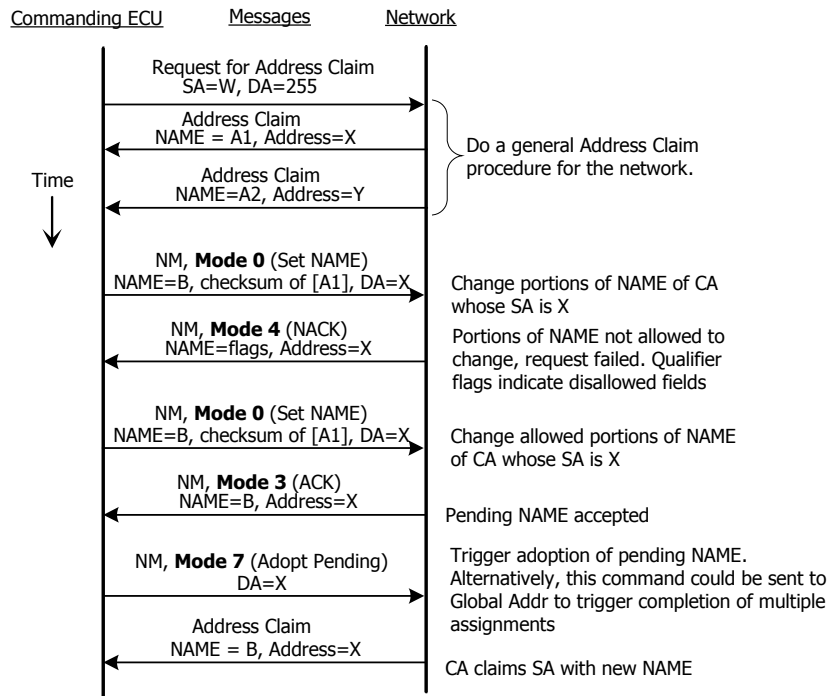 Commanding ECU Messages Network
Request for Address Claim
SA=W, DA=255
Address Claim
NAME = A1, Address=X
Do a general Address Claim
procedure for the network.
Address Claim
NAME=A2, Address=Y
Time
NM, Mode 0 (Set NAME)
NAME=B, checksum of [A1], DA=X
Change portions of NAME of CA
whose SA is X
NM, Mode 4 (NACK)
NAME=flags, Address=X
Portions of NAME not allowed to
change, request failed. Qualifier
flags indicate disallowed fields
NM, Mode 0 (Set NAME)
NAME=B, checksum of [A1], DA=X
Change allowed portions of NAME
of CA whose SA is X
NM, Mode 3 (ACK)
NAME=B, Address=X
Pending NAME accepted
NM, Mode 7 (Adopt Pending)
DA=X
Trigger adoption of pending NAME.
Alternatively, this command could be sent to
Global Addr to trigger completion of multiple
assignments
Address Claim
NAME = B, Address=X
CA claims SA with new NAME